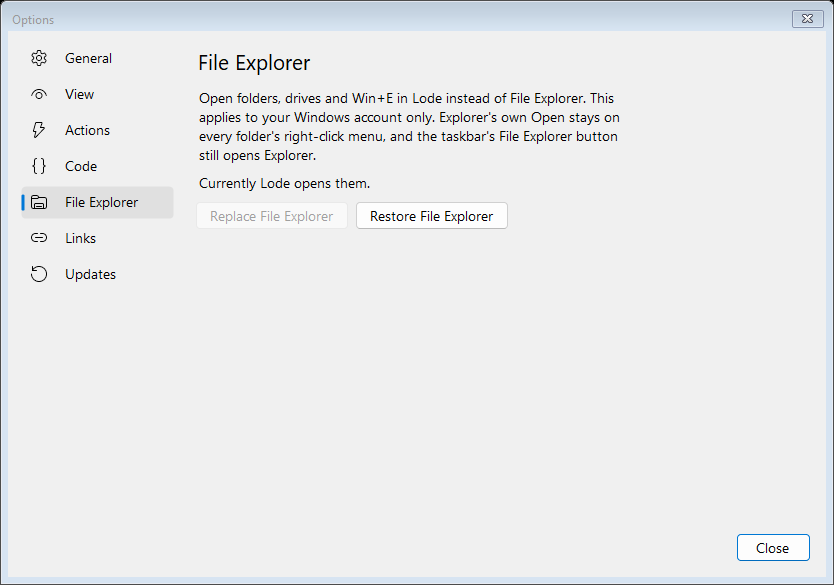 Options
General
View
Actions
Code
File Explorer
Links
Updates
File Explorer
Open folders, drives and Win+E in Lode instead of File Explorer. This
applies to your Windows account only. Explorer's own Open stays on
every folder's right-click menu, and the taskbar's File Explorer button
still opens Explorer.
Currently Lode opens them.
Replace File Explorer
Restore File Explorer
Close